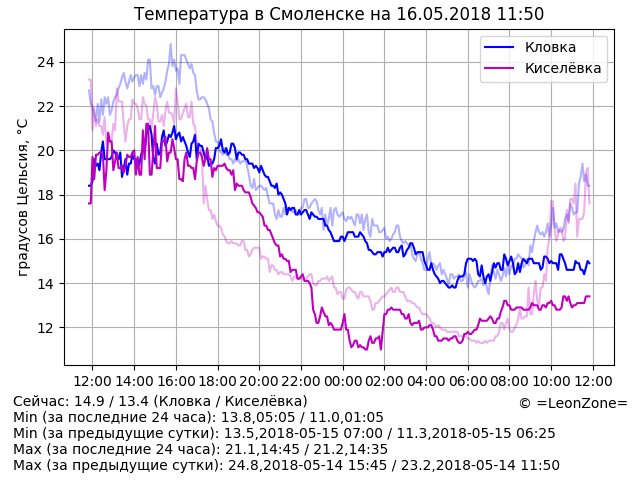 Температура в Смоленске на 16.05.2018 11:50
Кловка
Киселёвка
градусов Цельсия, °C
24
22
20
18
16
14
12
12:00 14:00 16:00 18:00 20:00 22:00 00:00 02:00 04:00 06:00 08:00 10:00 12:00
© =LeonZone=
Сейчас: 14.9 / 13.4 (Кловка / Киселёвка)
Min (за последние 24 часа): 13.8,05:05 / 11.0,01:05
Min (за предыдущие сутки): 13.5,2018-05-15 07:00 / 11.3,2018-05-15 06:25
Max (за последние 24 часа): 21.1,14:45 / 21.2,14:35
Max (за предыдущие сутки): 24.8,2018-05-14 15:45 / 23.2,2018-05-14 11:50